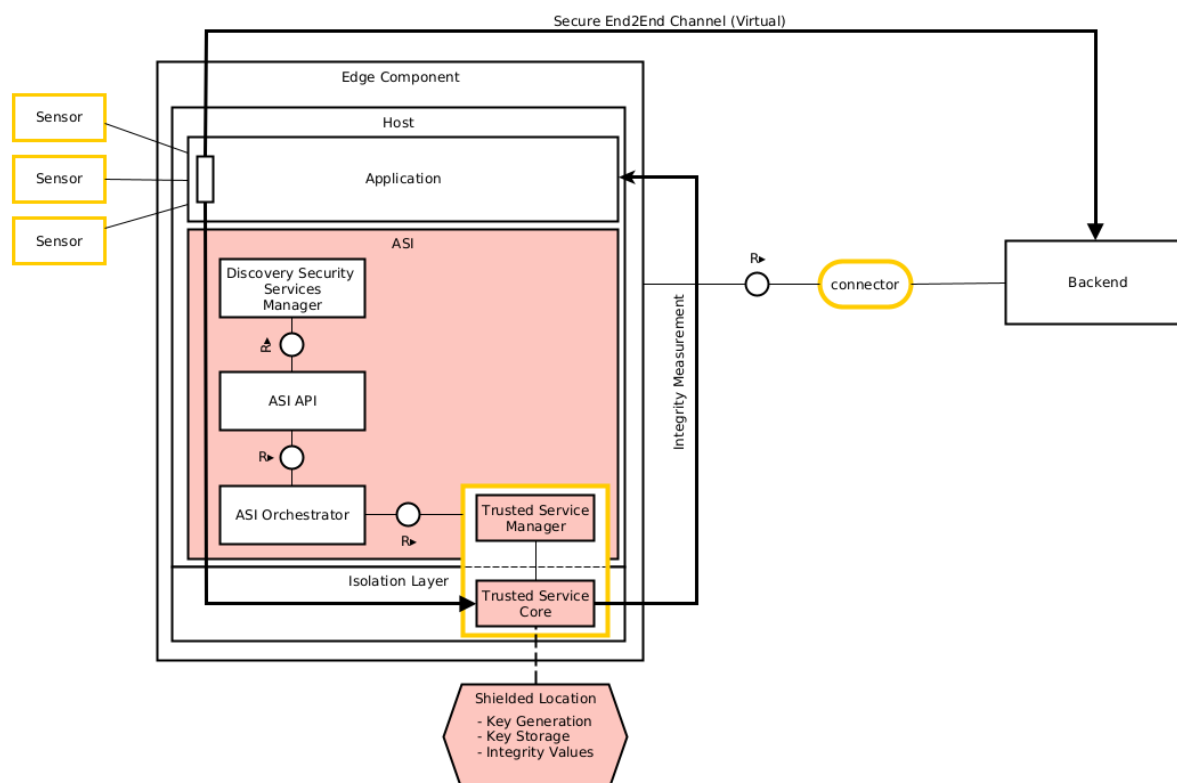 Secure End2End Channel (Virtual)
Edge Component
Sensor
Host
Sensor
Application
Sensor
ASI
Discovery Security
Services
Manager
R▸
R▸
connector
Backend
Integrity Measurement
ASI API
R▸
ASI Orchestrator
R▸
Trusted Service
Manager
Isolation Layer
Trusted Service
Core
Shielded Location
- Key Generation
- Key Storage
- Integrity Values